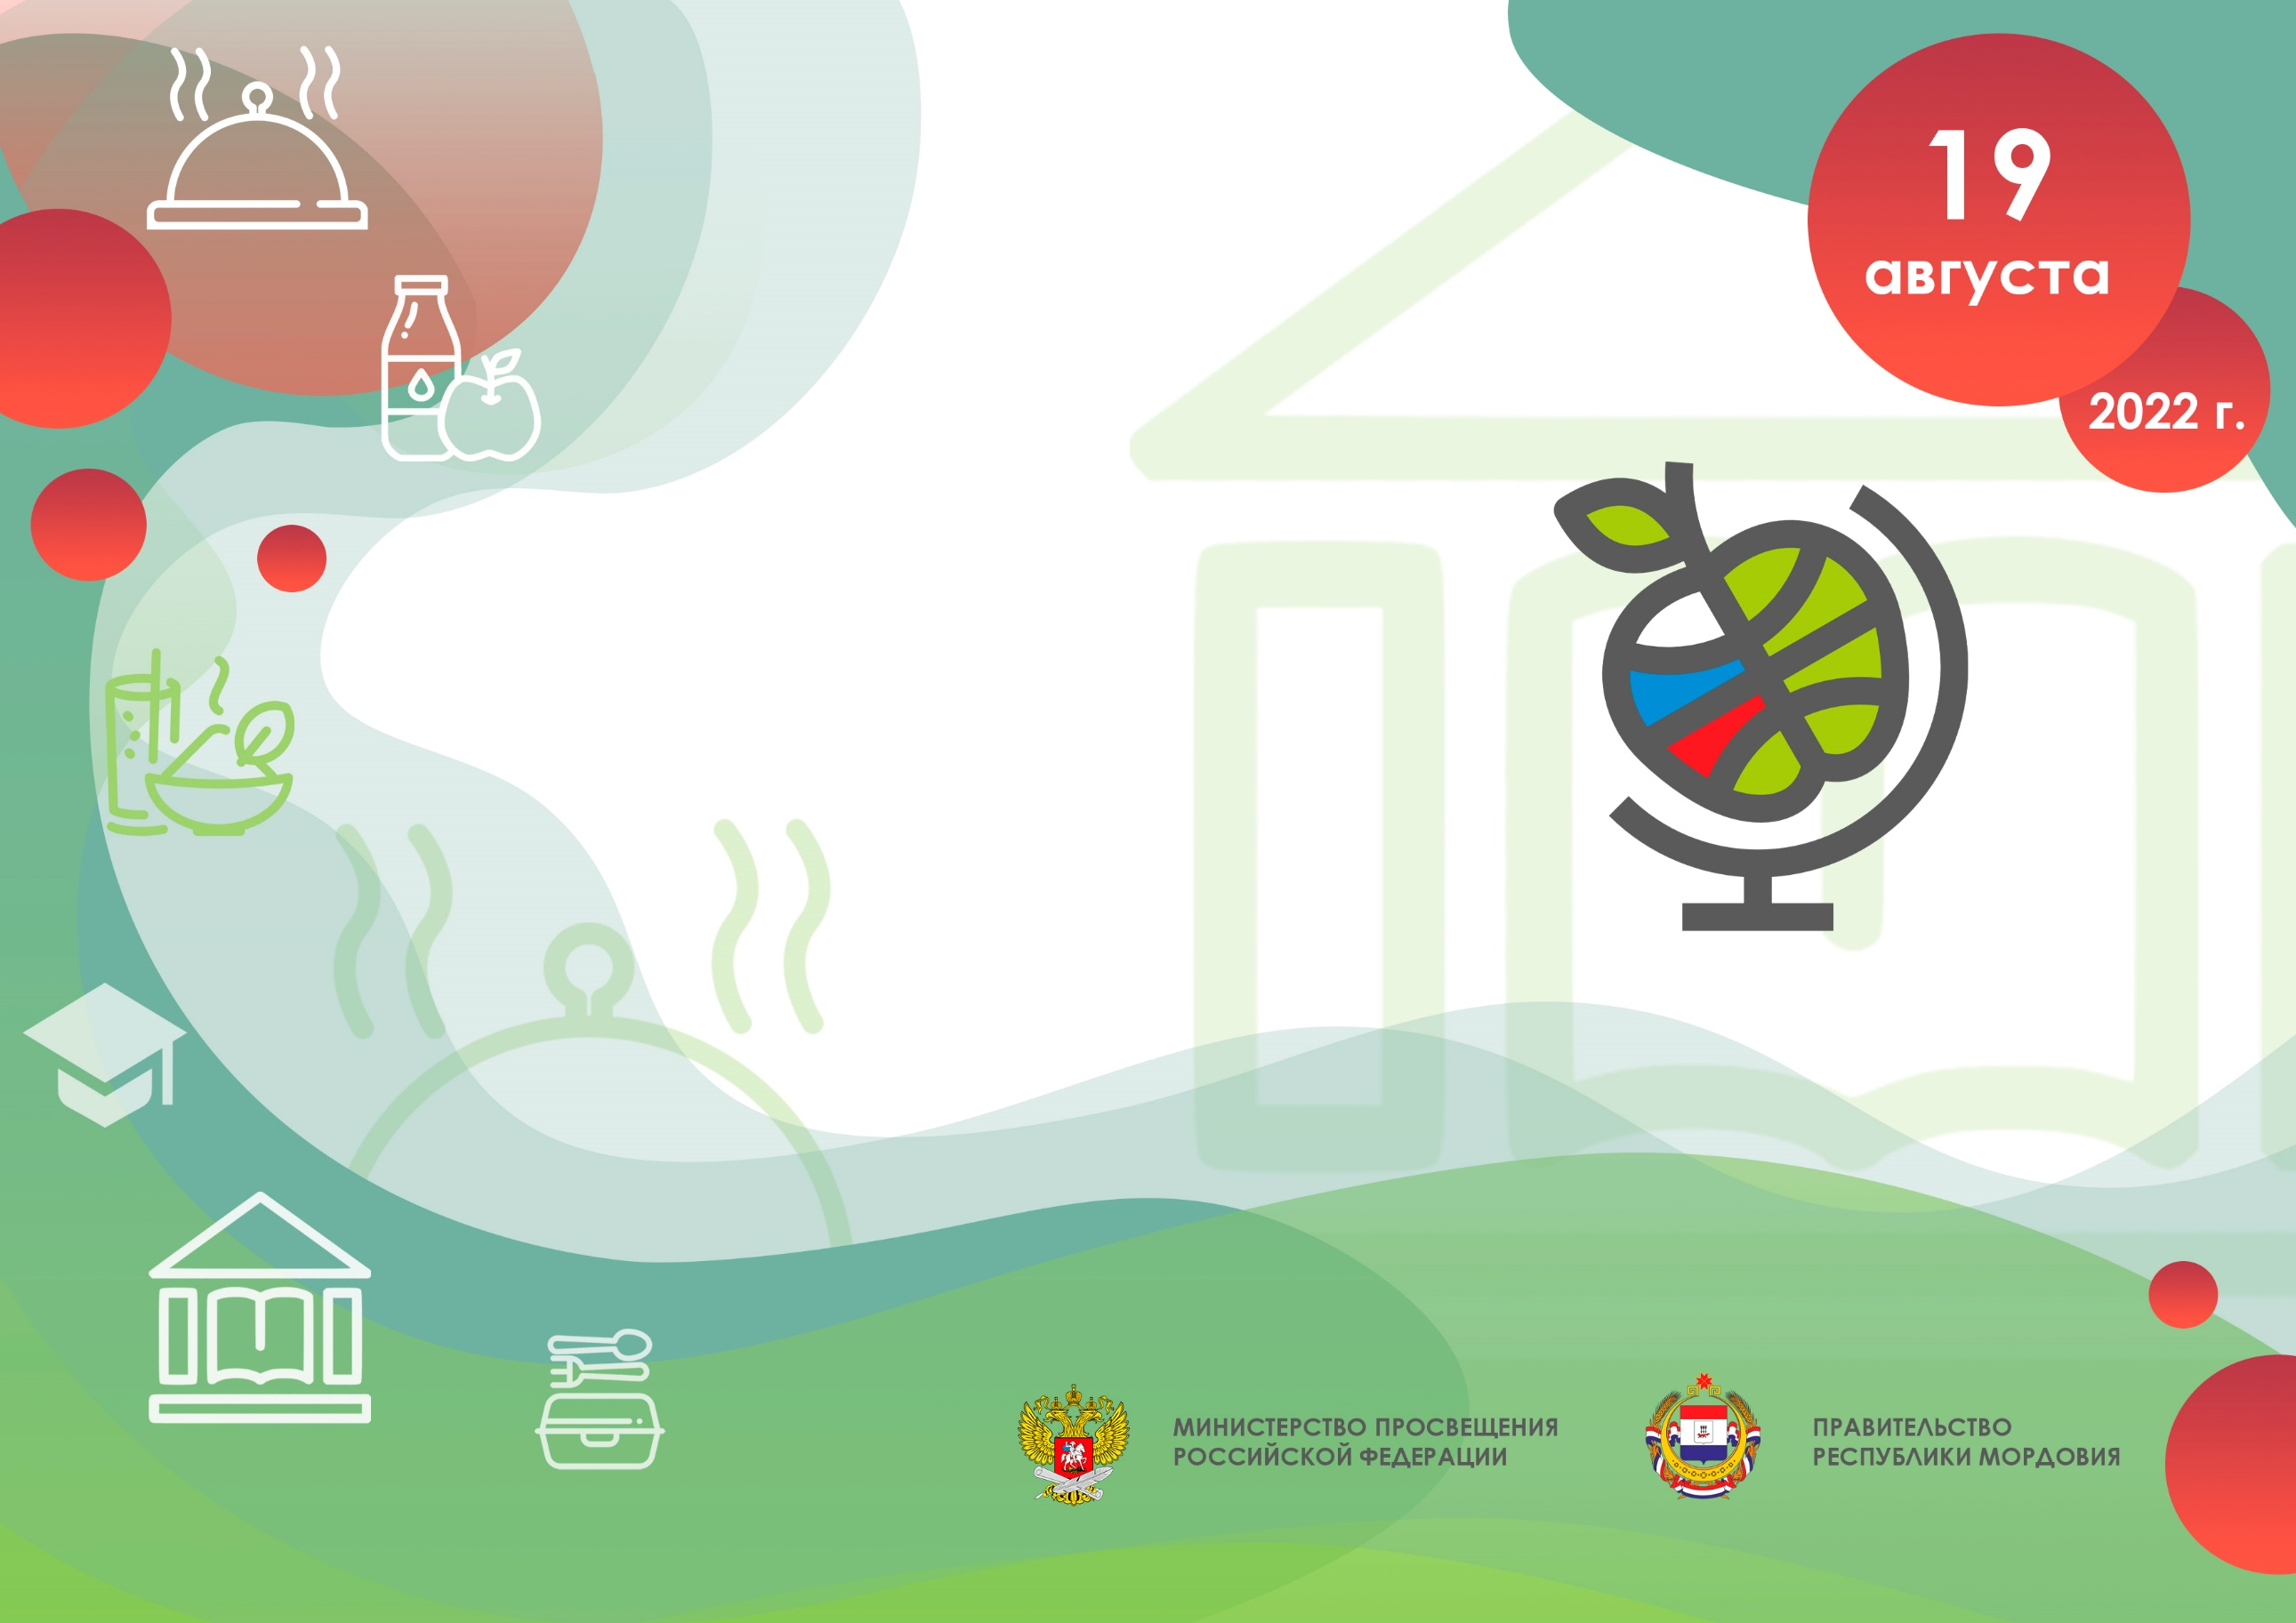 19
августа
2022 г.
МИНИСТЕРСТВО ПРОСВЕЩЕНИЯ
РОССИЙСКОЙ ФЕДЕРАЦИИ
ПРАВИТЕЛЬСТВО
РЕСПУБЛИКИ МОРДОВИЯ